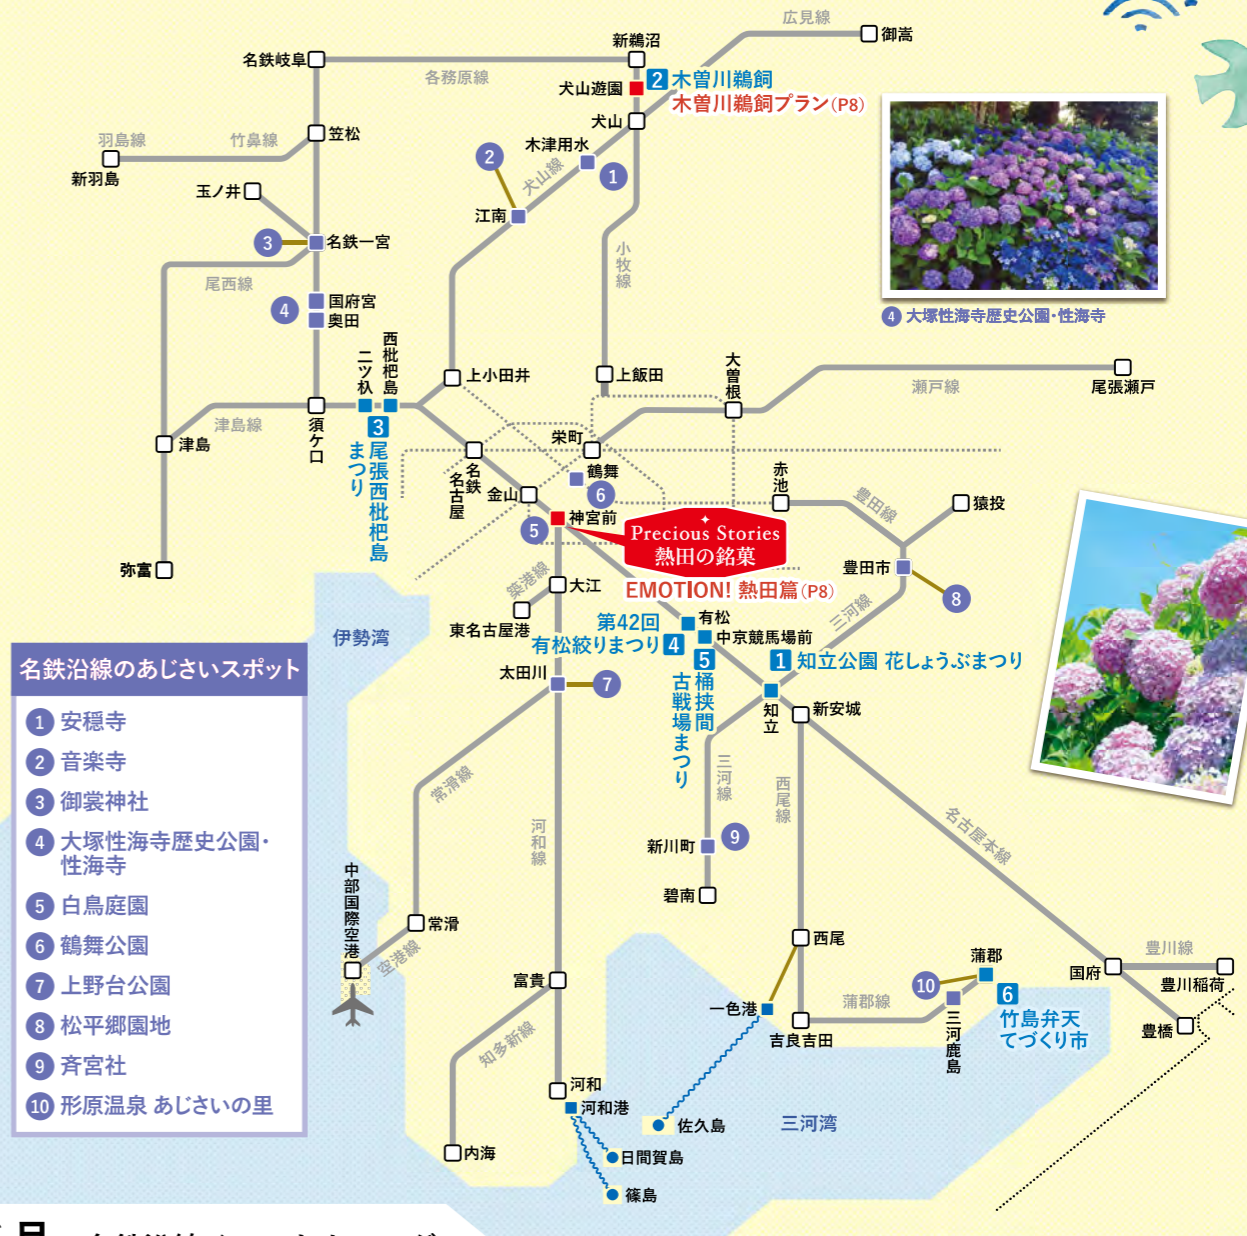 広見線
御嵩
新鵜沼
名鉄岐阜
各務原線
犬山遊園
2 木曽川鵜飼
木曽川鵜飼プラン(P8)
犬山
羽島線
竹鼻線
笠松
新羽島
木津用水
1
2
犬山線
玉ノ井
江南
3
名鉄一宮
小牧線
尾西線
4
国府宮
奥田
4 大塚性海寺歴史公園・性海寺
西枇杷島
二ツ杁
上小田井
上飯田
大曽根
瀬戸線
尾張瀬戸
津島線
須ケ口
3
尾張西枇杷島
まつり
津島
栄町
名鉄
名古屋
鶴舞
6
金山
赤池
豊田線
猿投
5
神宮前
Precious Stories
熱田の銘菓
EMOTION! 熱田篇(P8)
弥富
築港線
大江
豊田市
8
東名古屋港
三河線
伊勢湾
第42回
有松絞りまつり
4
有松
中京競馬場前
5
桶狭間
古戦場まつり
1 知立公園 花しょうぶまつり
太田川
7
知立
新安城
名鉄沿線のあじさいスポット
1 安穏寺
2 音楽寺
3 御裳神社
4 大塚性海寺歴史公園・
性海寺
5 白鳥庭園
6 鶴舞公園
7 上野台公園
8 松平郷園地
9 斉宮社
10 形原温泉 あじさいの里
常滑線
河和線
三河線
西尾線
名古屋本線
新川町
9
碧南
中部国際空港
常滑
空港線
西尾
蒲郡
10
6
竹島弁天
てづくり市
国府
豊川線
豊川稲荷
富貴
一色港
蒲郡線
吉良吉田
三河鹿島
豊橋
知多新線
河和
河和港
佐久島
三河湾
内海
日間賀島
篠島